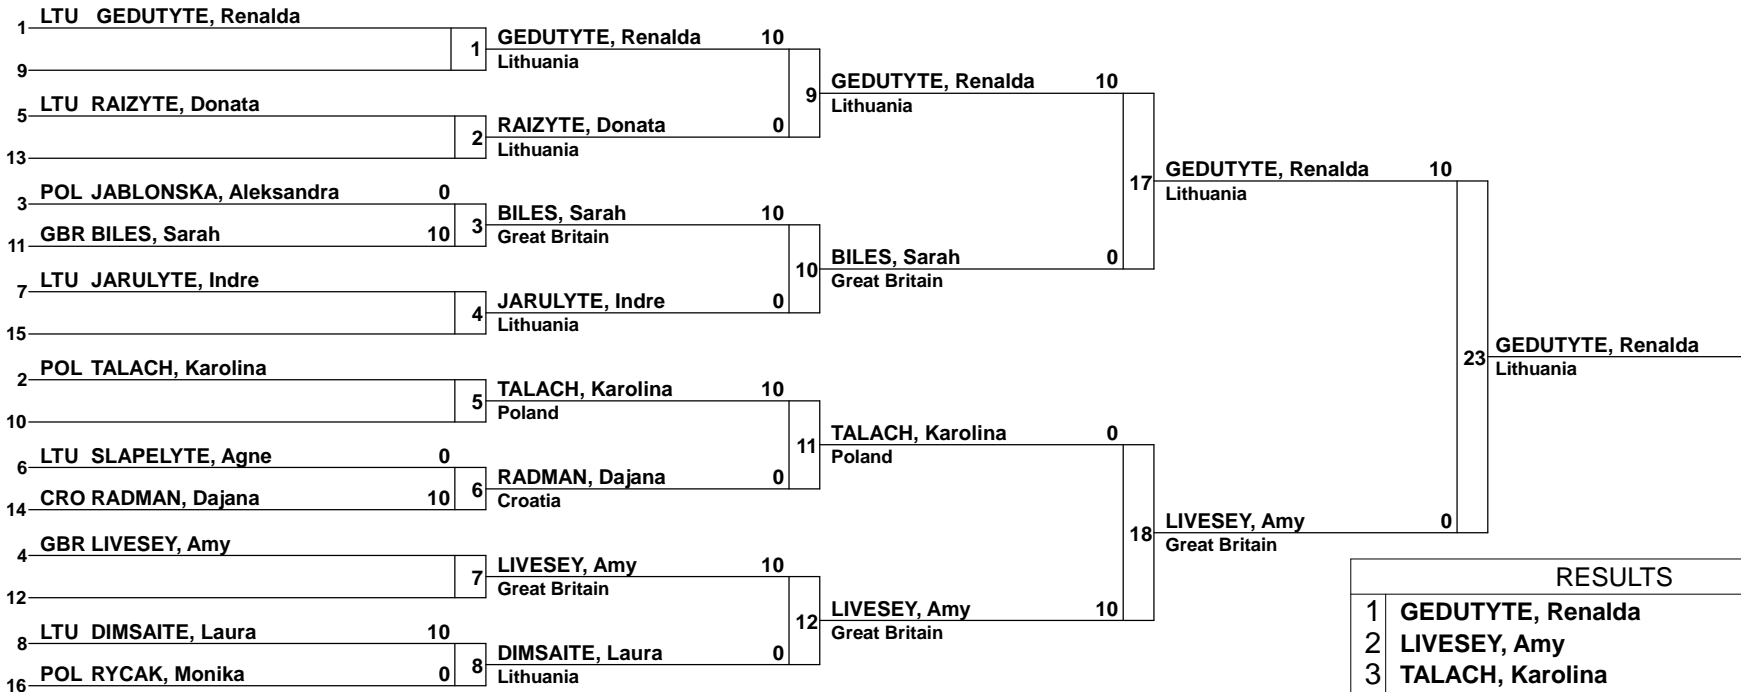 1 LTU GEDUTYTE, Renalda
9
1 GEDUTYTE, Renalda 10
Lithuania
5 LTU RAIZYTE, Donata
13
2 RAIZYTE, Donata 0
Lithuania
9 GEDUTYTE, Renalda 10
Lithuania
3 POL JABLONSKA, Aleksandra 0
11 GBR BILES, Sarah 10
3 BILES, Sarah 10
Great Britain
7 LTU JARULYTE, Indre
15
4 JARULYTE, Indre 0
Lithuania
10 BILES, Sarah 0
Great Britain
17 GEDUTYTE, Renalda 10
Lithuania
2 POL TALACH, Karolina
10
5 TALACH, Karolina 10
Poland
6 LTU SLAPELYTE, Agne 0
14 CRO RADMAN, Dajana 10
6 RADMAN, Dajana 0
Croatia
11 TALACH, Karolina 0
Poland
4 GBR LIVESEY, Amy
12
7 LIVESEY, Amy 10
Great Britain
8 LTU DIMSAITE, Laura 10
16 POL RYCAK, Monika 0
8 DIMSAITE, Laura 0
Lithuania
12 LIVESEY, Amy 10
Great Britain
18 LIVESEY, Amy 0
Great Britain
23 GEDUTYTE, Renalda
Lithuania
RESULTS
1 GEDUTYTE, Renalda
2 LIVESEY, Amy
3 TALACH, Karolina